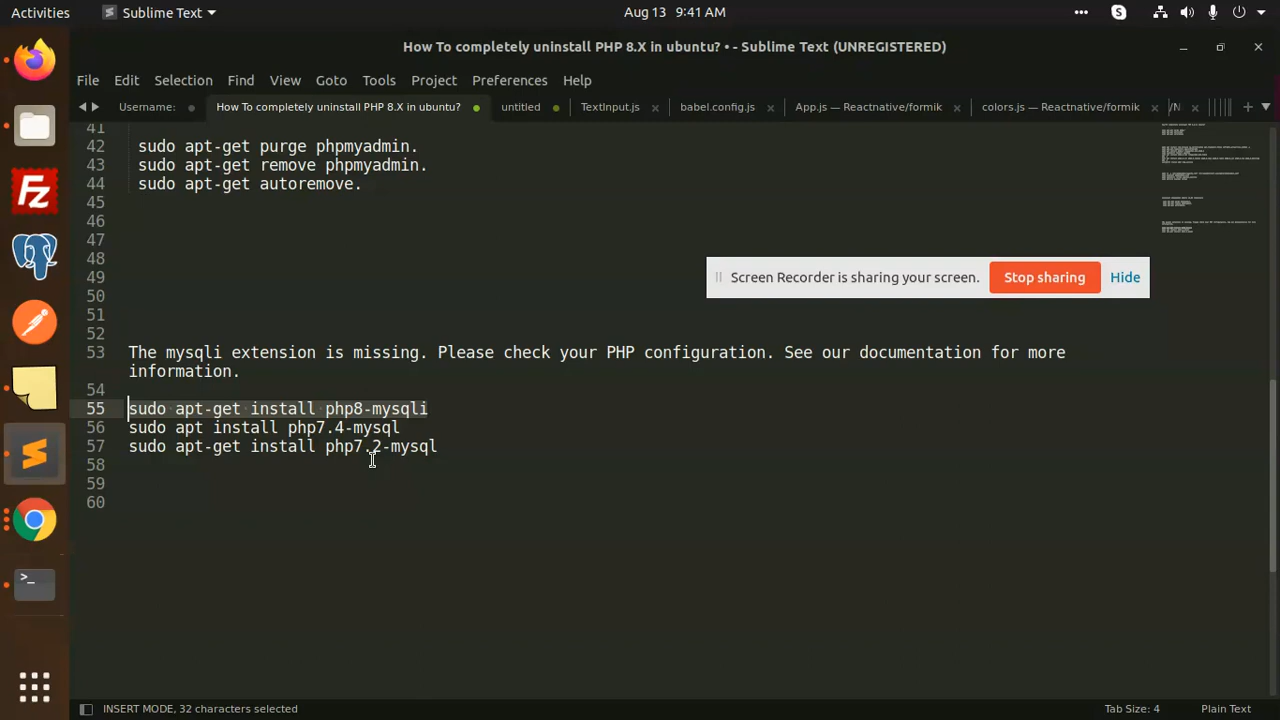 Activities
Sublime Text
Aug 13 9:41 AM
How To completely uninstall PHP 8.X in ubuntu? • - Sublime Text (UNREGISTERED)
File Edit Selection Find View Goto Tools Project Preferences Help
Username: How To completely uninstall PHP 8.X in ubuntu? untitled TextInput.js babel.config.js App.js — Reactnative/formik colors.js — Reactnative/formik /N
41
42 sudo apt-get purge phpmyadmin.
43 sudo apt-get remove phpmyadmin.
44 sudo apt-get autoremove.
45
46
47
48
49
Screen Recorder is sharing your screen. Stop sharing Hide
50
51
52
53 The mysqli extension is missing. Please check your PHP configuration. See our documentation for more
information.
54
55 sudo apt-get install php8-mysqli
56 sudo apt install php7.4-mysql
57 sudo apt-get install php7.2-mysql
58
59
60
INSERT MODE, 32 characters selected
Tab Size: 4
Plain Text